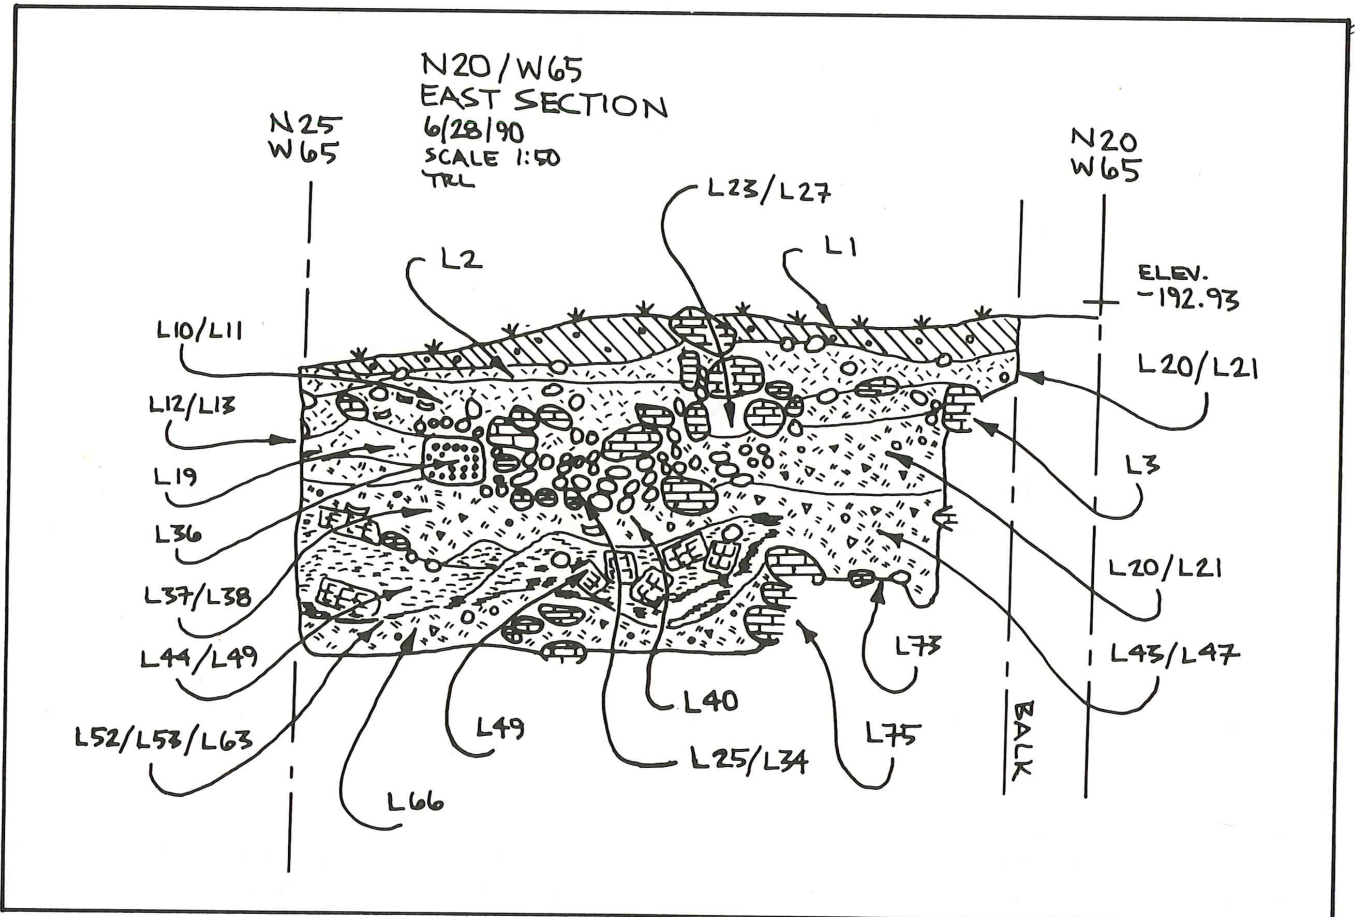 N20/W65
EAST SECTION
6/28/90
SCALE 1:50
TRL
N25
W65
N20
W65
L23/L27
L1
L2
ELEV.
-192.93
L10/L11
L20/L21
L12/L13
L19
L3
L36
L20/L21
L37/L38
L44/L49
L73
L43/L47
L40
L49
L75
L52/L53/L63
L25/L34
BALK
L66